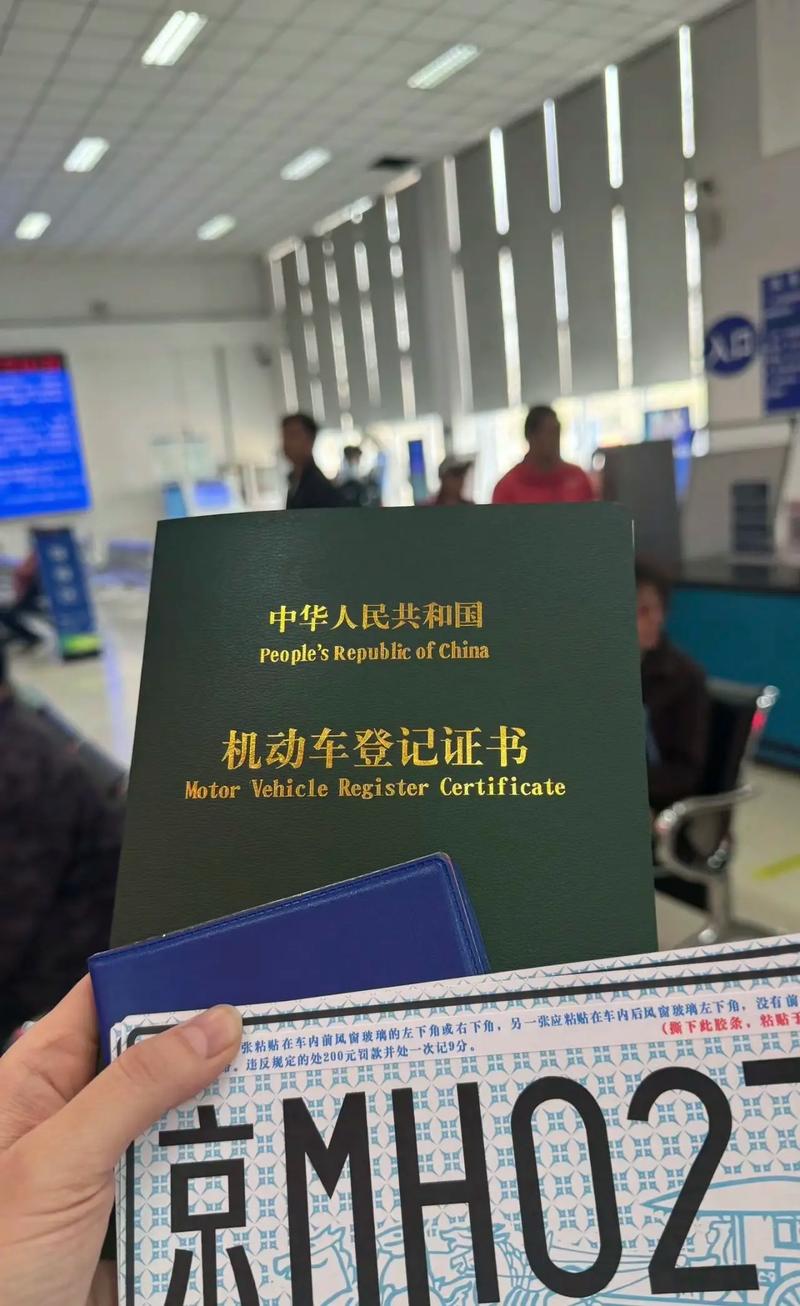 入口
中华人民共和国
People's Republic of China
机动车登记证书
Motor Vehicle Register Certificate
张粘贴在车内前风窗玻璃的左下角或右下角，另一张应粘贴在车内后风窗玻璃左下角，没有前
（撕下此胶条，粘贴于
。违反规定的处200元罚款并处一次记9分。
京MH02